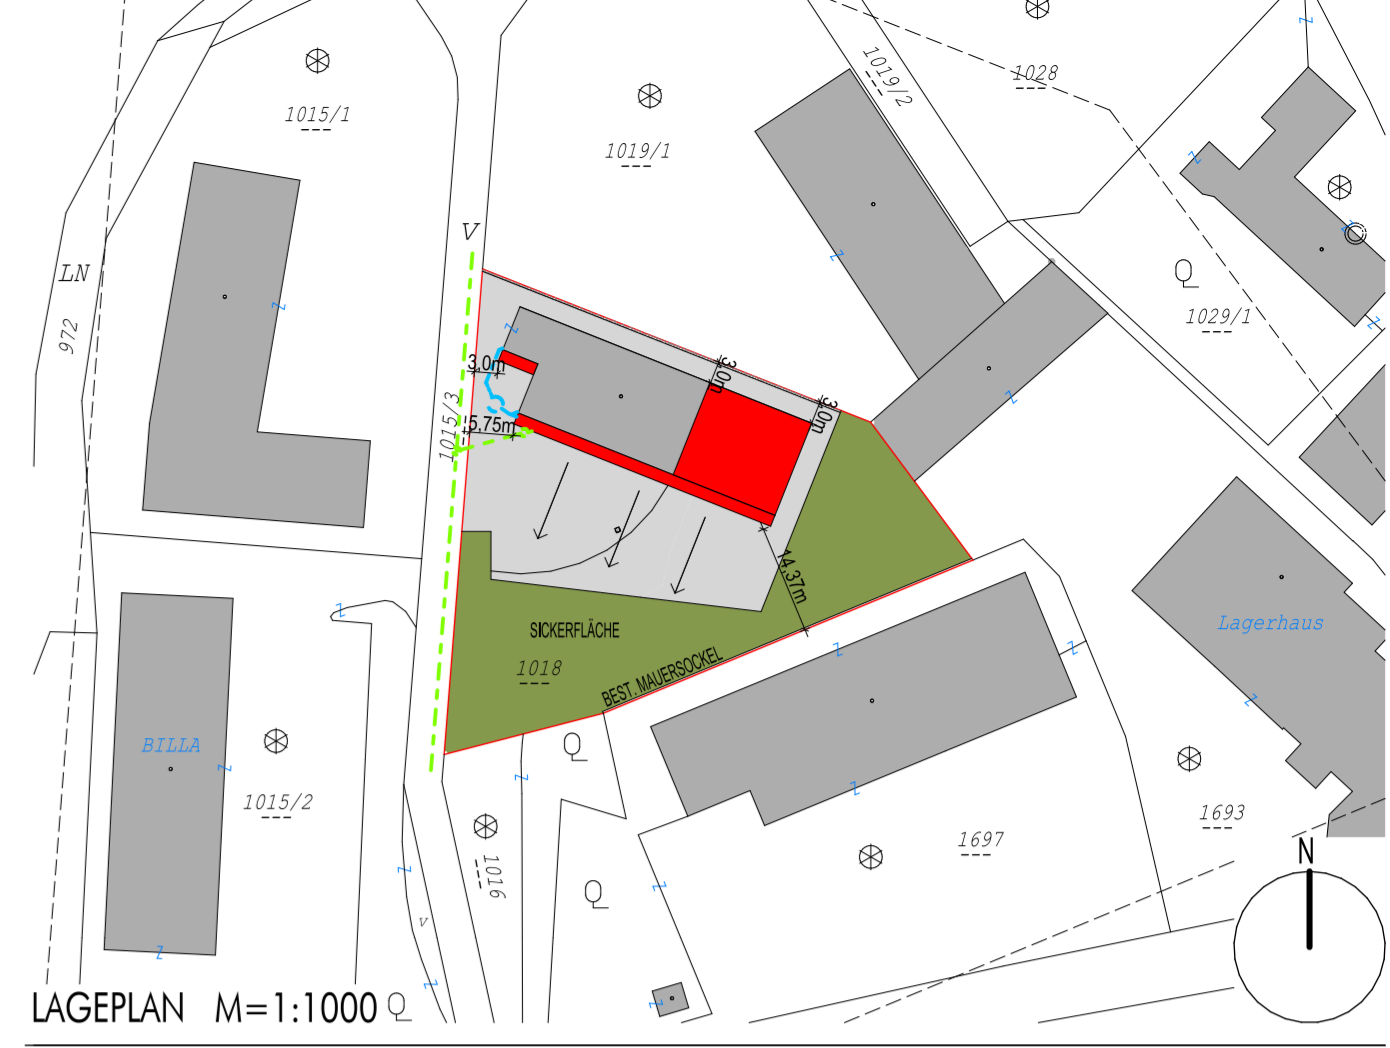 1019/2
1028
1015/1
1019/1
V
LN
972
1029/1
3,0m
3,0m
3,0m
1015/3
5,75m
14,37m
SICKERFLÄCHE
1018
BEST. MAUERSOCKEL
Lagerhaus
BILLA
1015/2
1016
V
1697
1693
N
LAGEPLAN M=1:1000